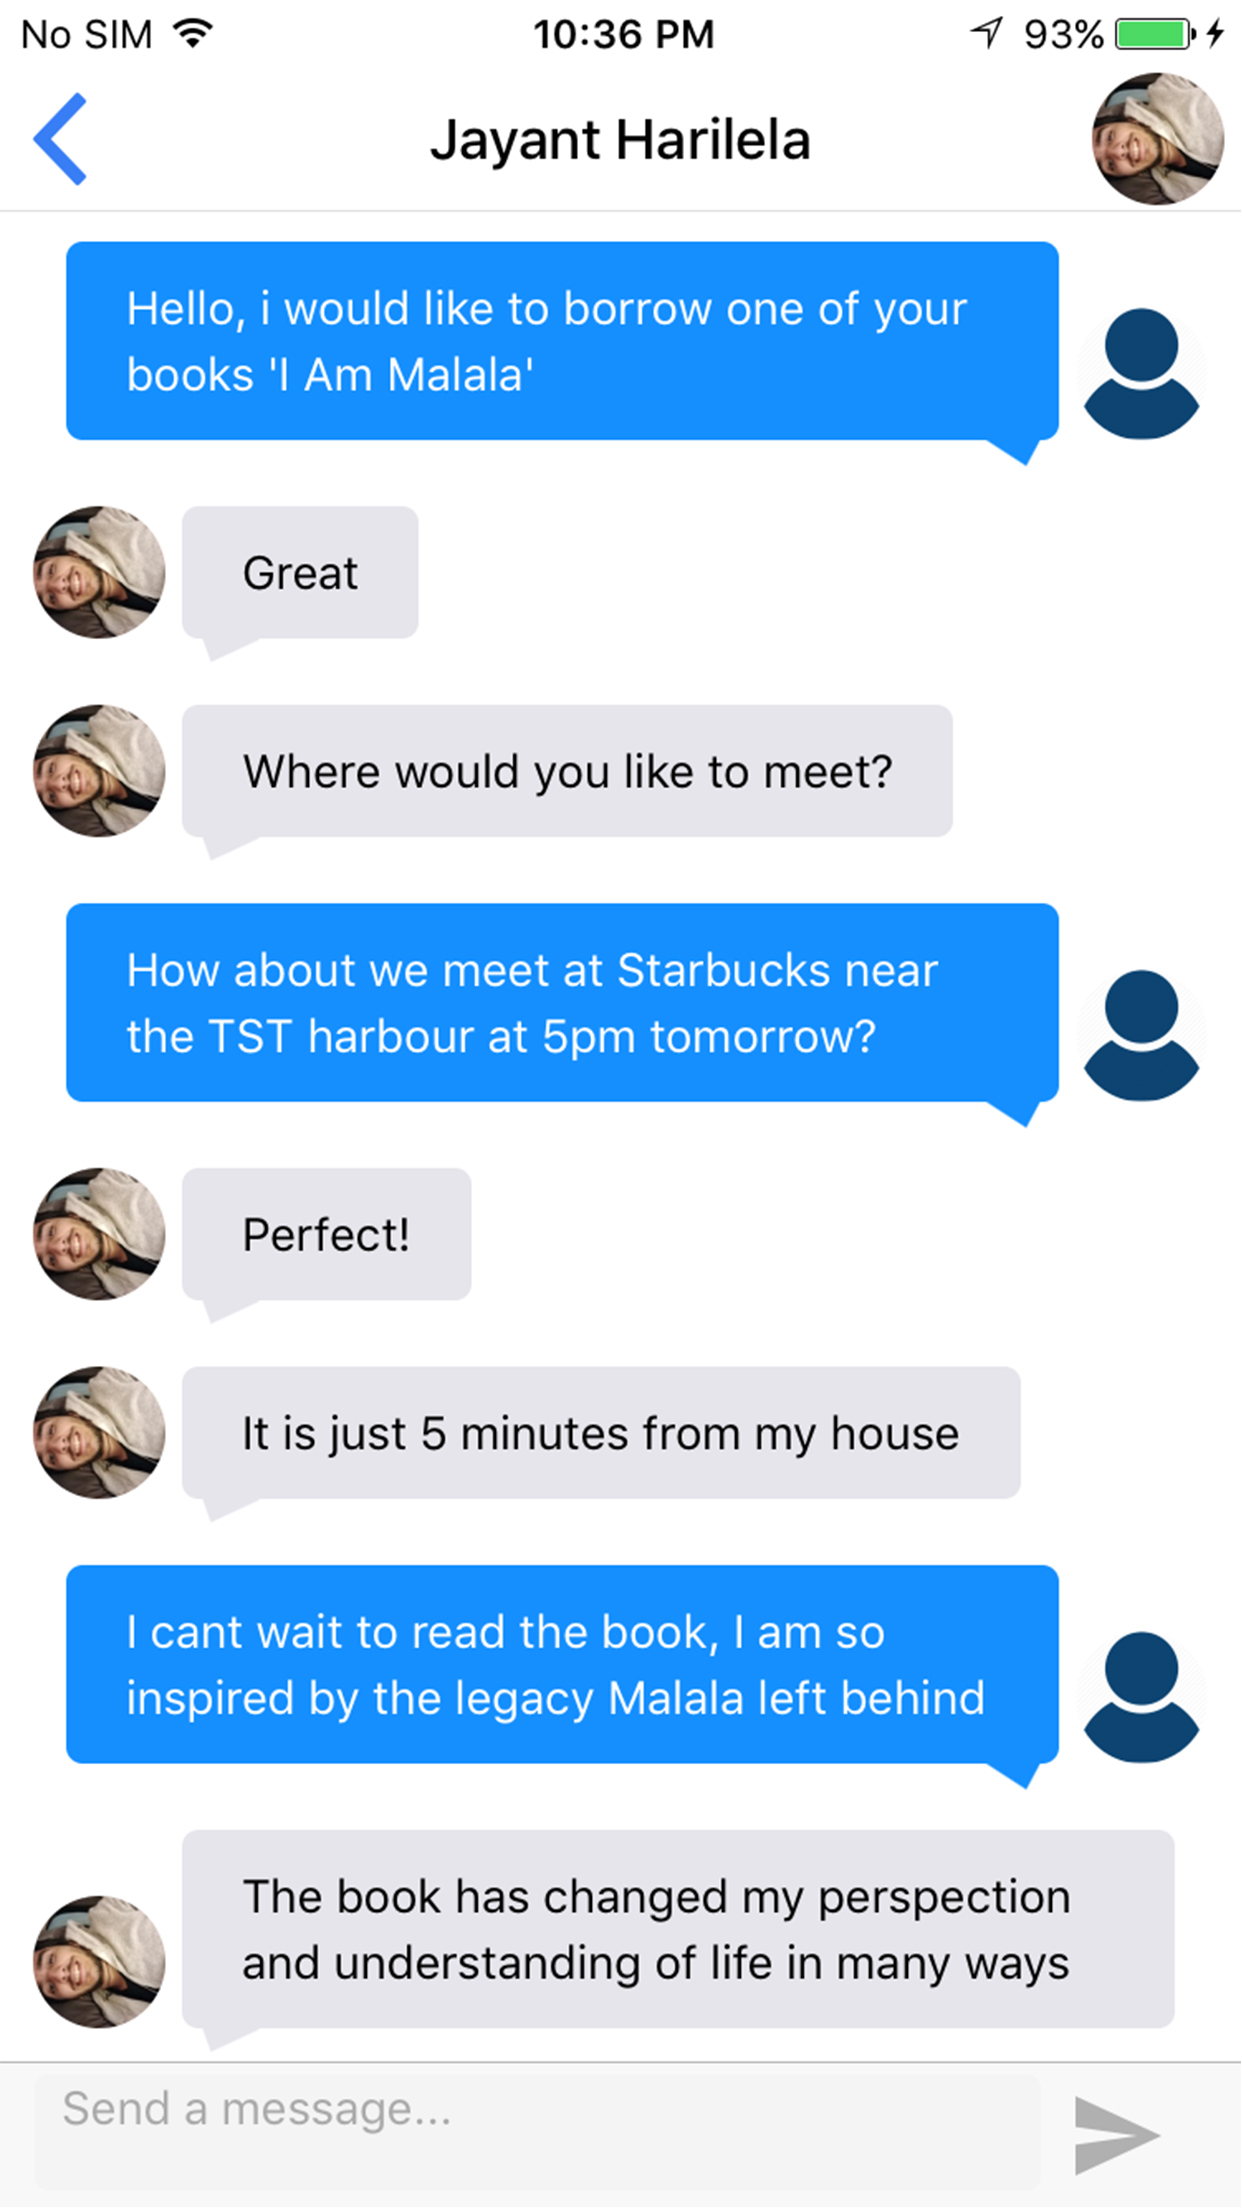 No SIM 10:36 PM 93%
Jayant Harilela
Hello, i would like to borrow one of your
books 'I Am Malala'
Great
Where would you like to meet?
How about we meet at Starbucks near
the TST harbour at 5pm tomorrow?
Perfect!
It is just 5 minutes from my house
I cant wait to read the book, I am so
inspired by the legacy Malala left behind
The book has changed my perspection
and understanding of life in many ways
Send a message...